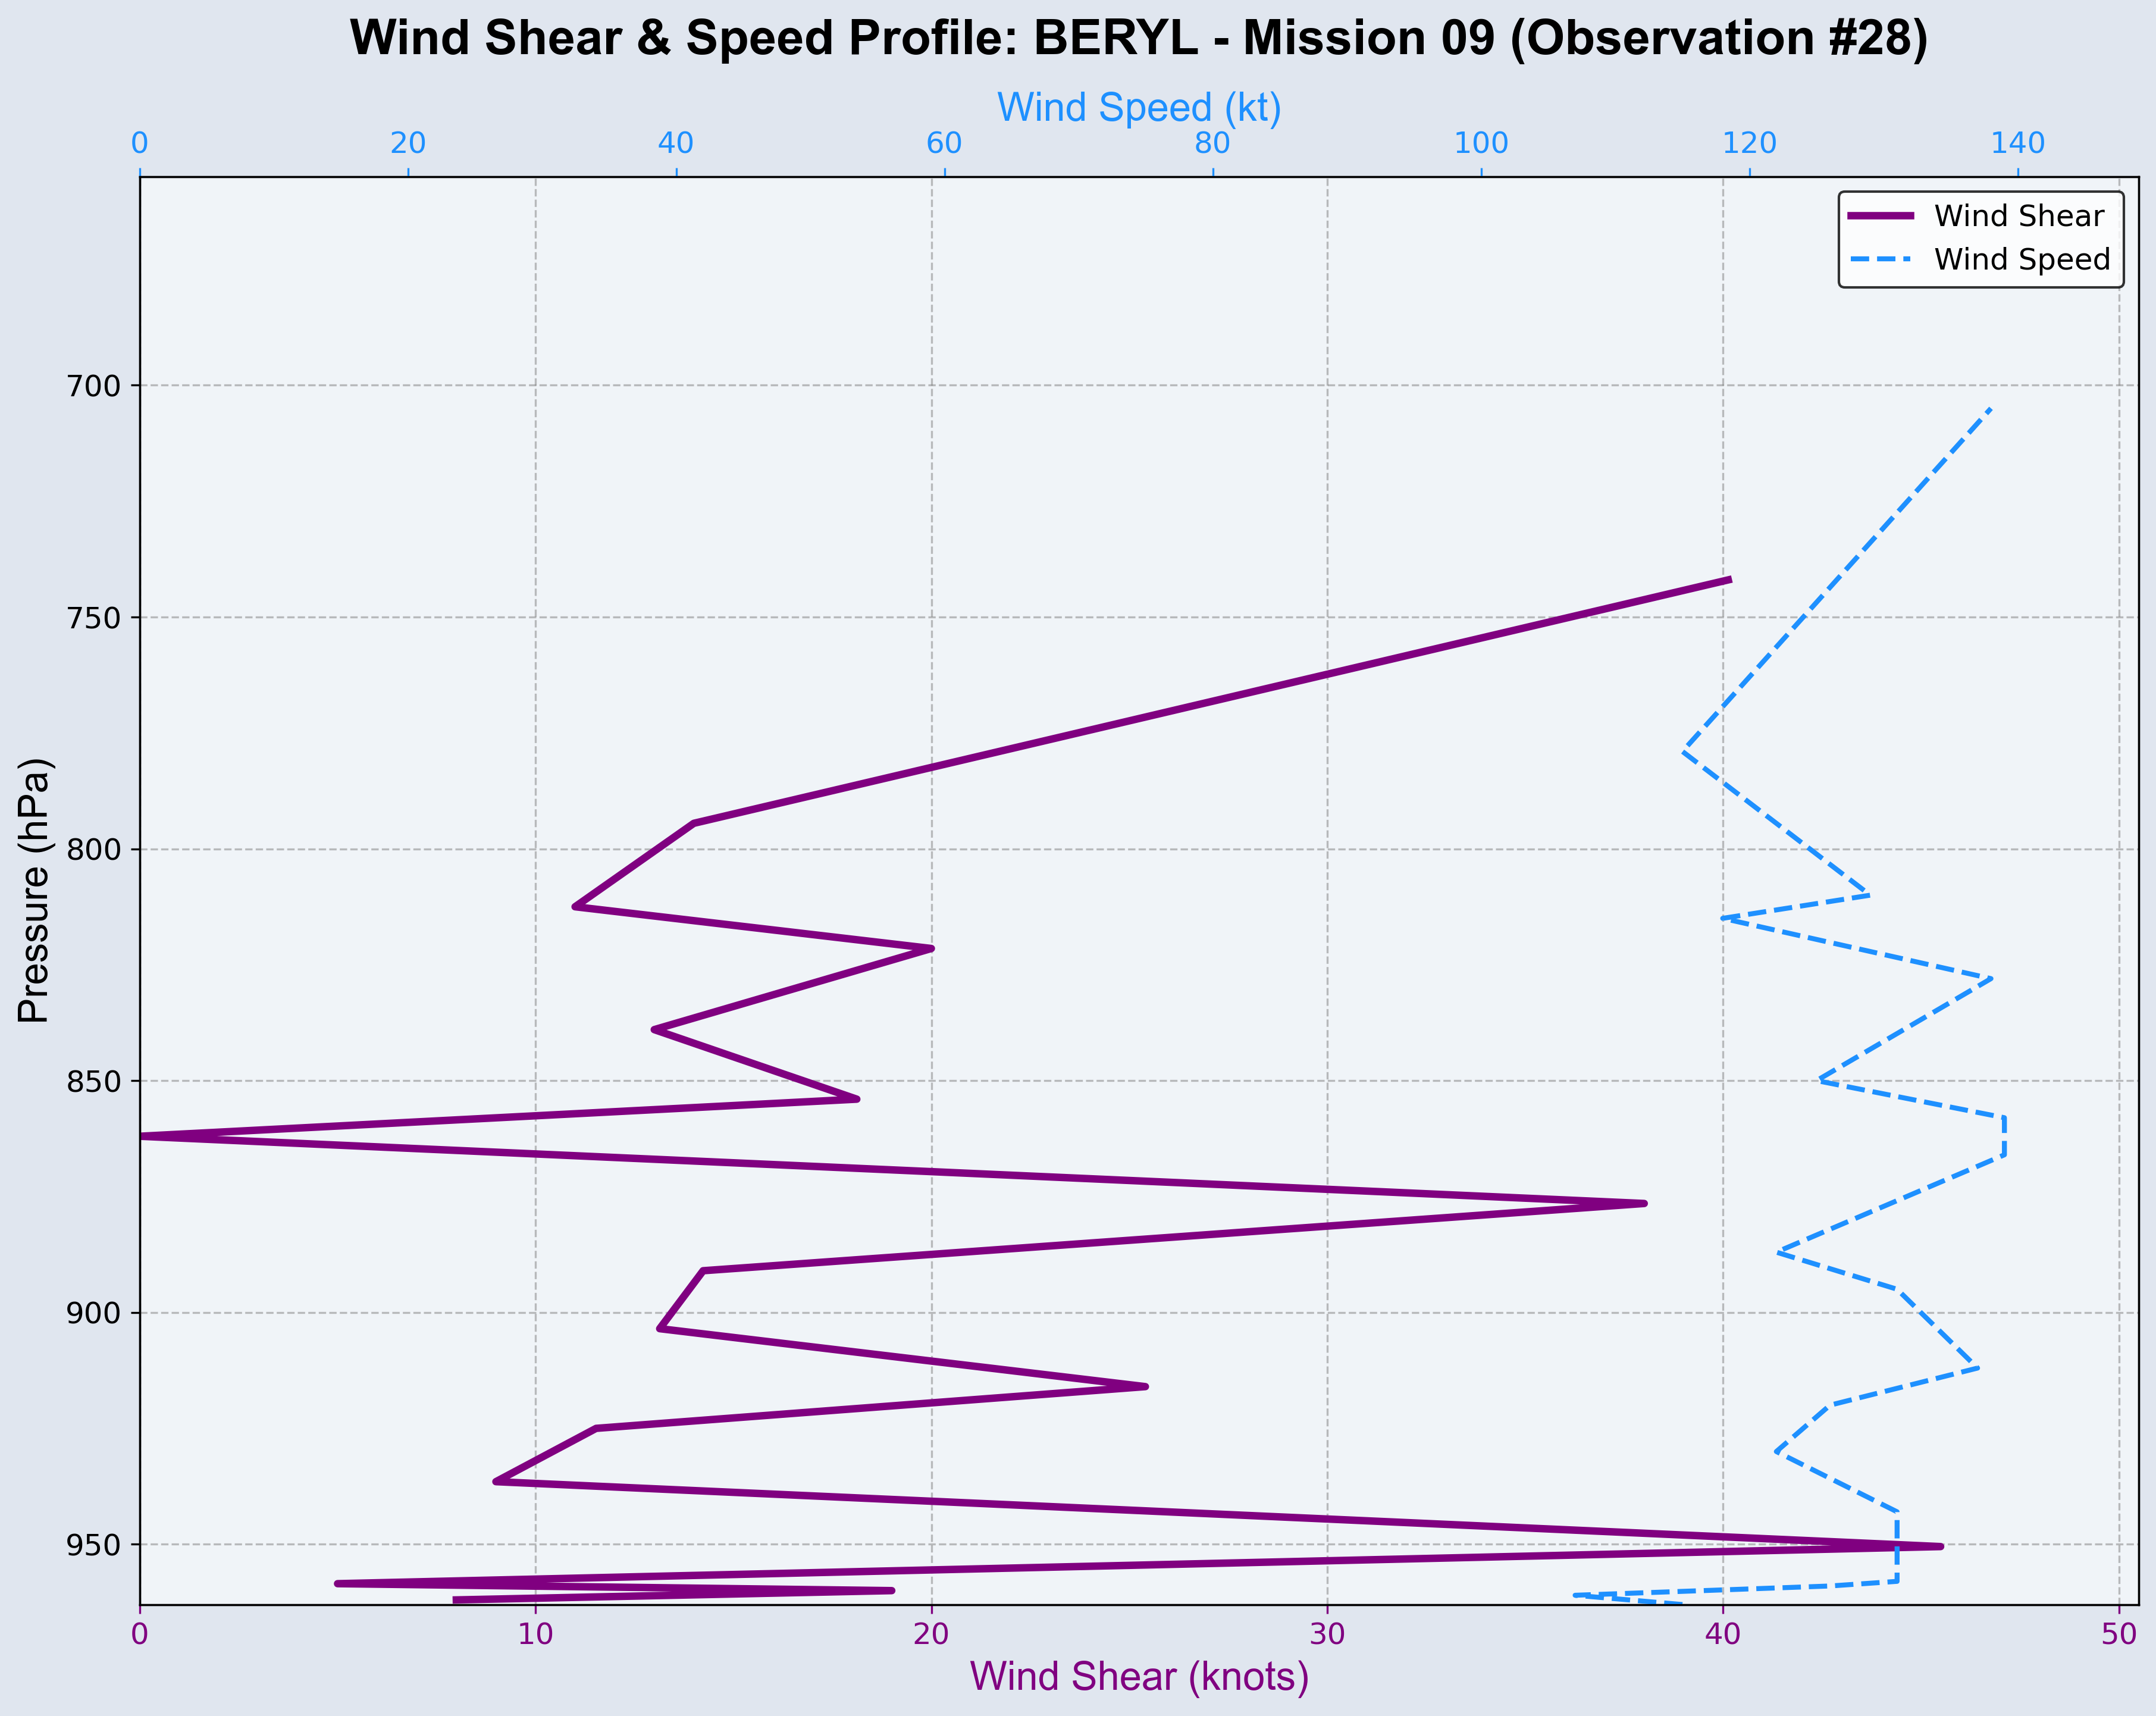 Wind Shear & Speed Profile: BERYL - Mission 09 (Observation #28)
Wind Speed (kt)
0 20 40 60 80 100 120 140
Wind Shear
Wind Speed
700
750
800
850
900
950
Pressure (hPa)
0 10 20 30 40 50
Wind Shear (knots)